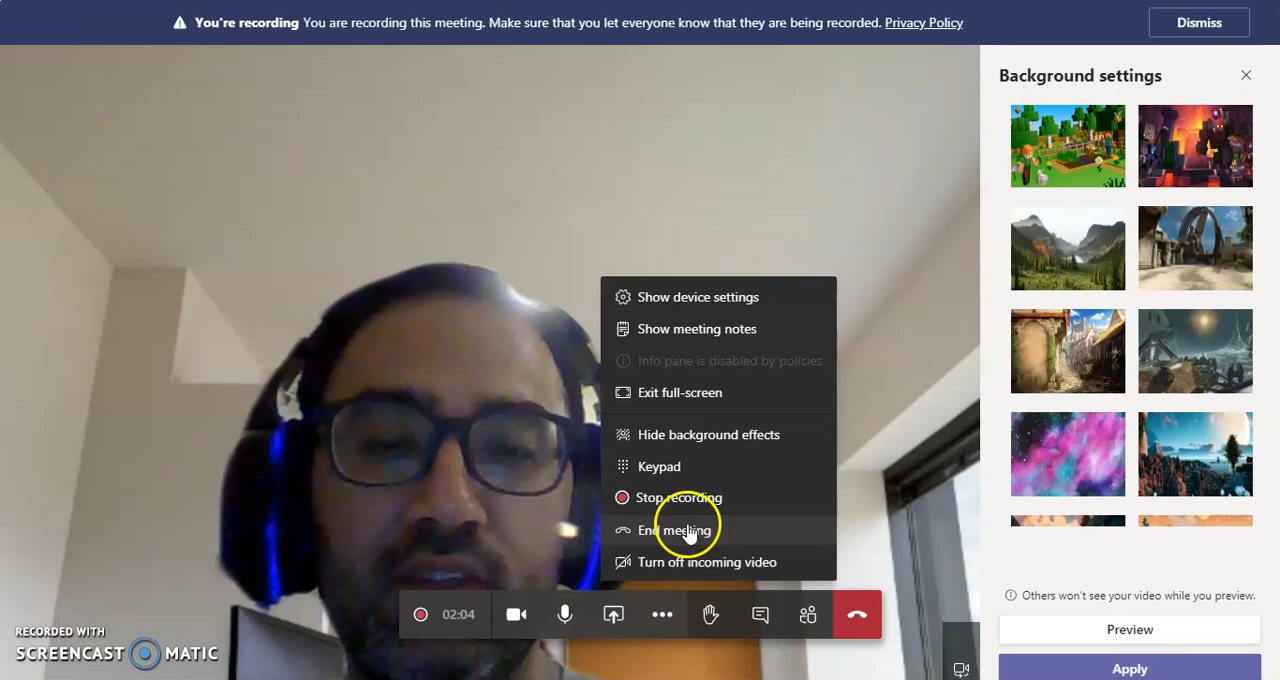 You're recording You are recording this meeting. Make sure that you let everyone know that they are being recorded. Privacy Policy
Dismiss
Background settings
Show device settings
Show meeting notes
Info pane is disabled by policies
Exit full-screen
Hide background effects
Keypad
Stop recording
End meeting
Turn off incoming video
02:04
Others won't see your video while you preview.
Preview
Apply
RECORDED WITH
SCREENCAST MATIC